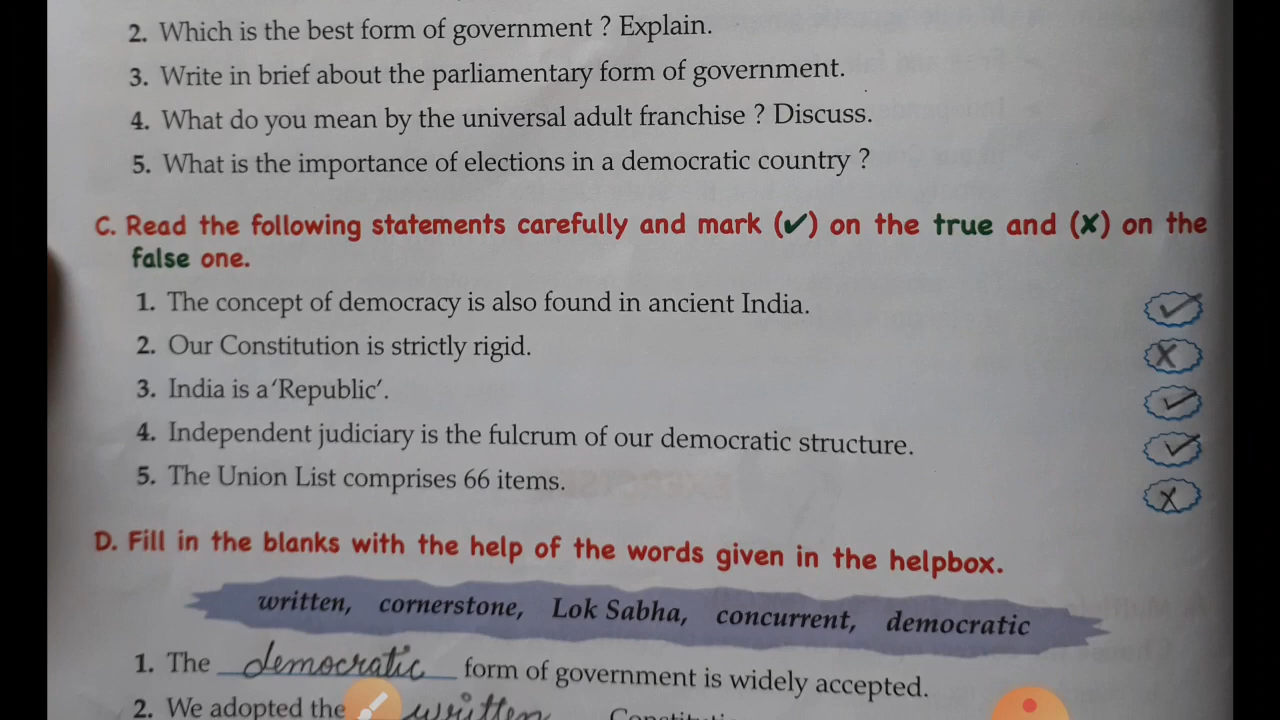 2. Which is the best form of government ? Explain.
3. Write in brief about the parliamentary form of government.
4. What do you mean by the universal adult franchise ? Discuss.
5. What is the importance of elections in a democratic country ?
C. Read the following statements carefully and mark (✔) on the true and (✘) on the
false one.
1. The concept of democracy is also found in ancient India. ✓
2. Our Constitution is strictly rigid. X
3. India is a 'Republic'. ✓
4. Independent judiciary is the fulcrum of our democratic structure. ✓
5. The Union List comprises 66 items. X
D. Fill in the blanks with the help of the words given in the helpbox.
written, cornerstone, Lok Sabha, concurrent, democratic
1. The democratic form of government is widely accepted.
2. We adopted the written